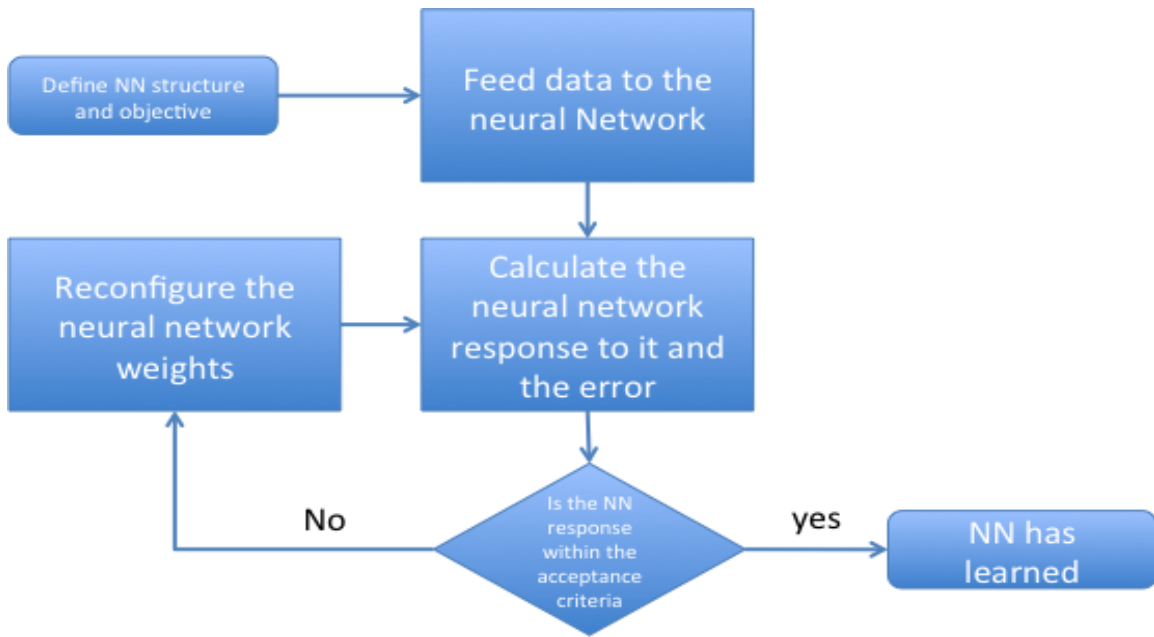 Define NN structure
and objective
Feed data to the
neural Network
Reconfigure the
neural network
weights
Calculate the
neural network
response to it and
the error
Is the NN
response
within the
acceptance
criteria
No
yes
NN has
learned